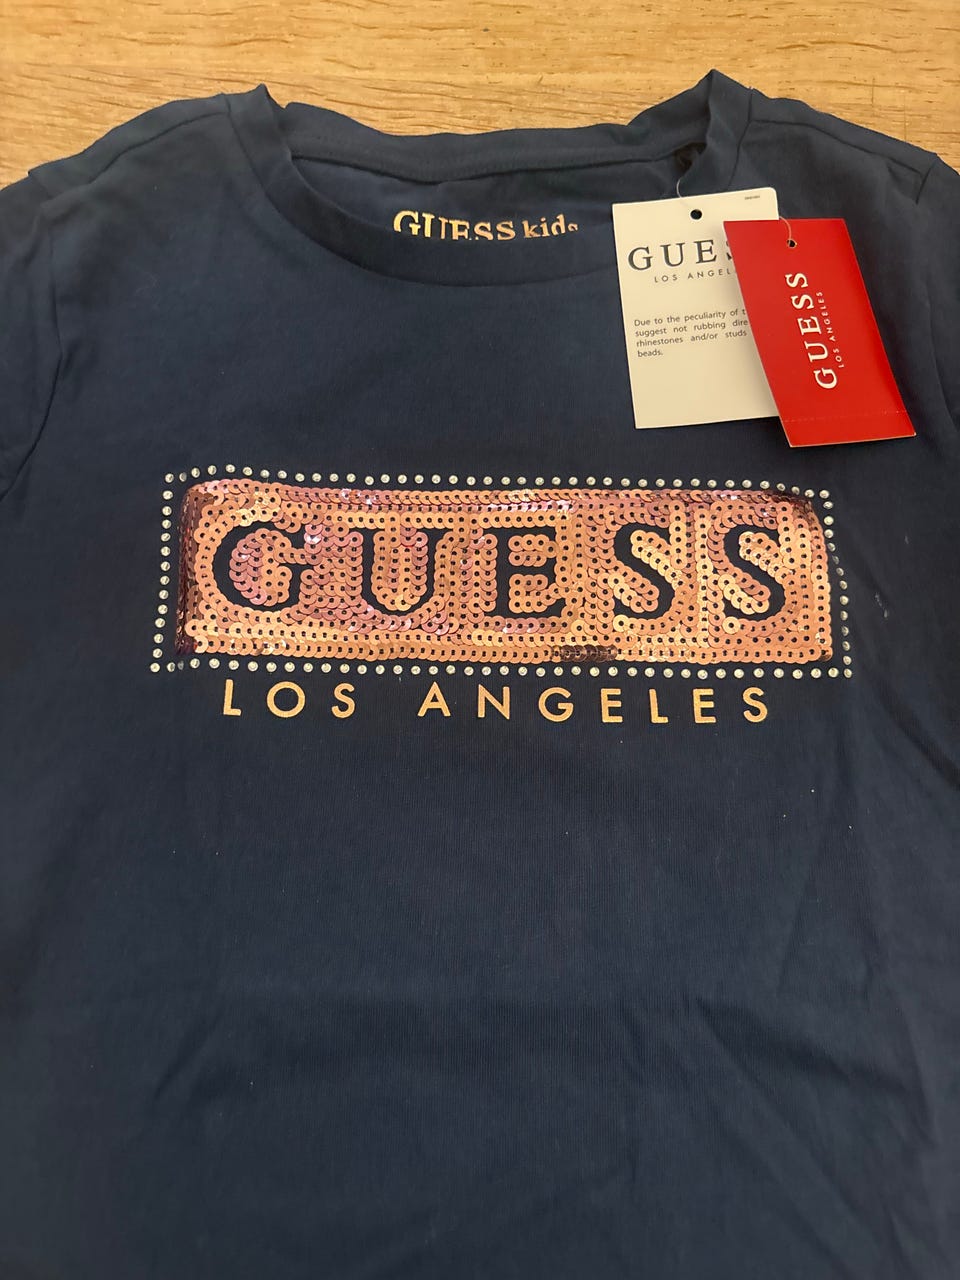 GUESS kids
GUES
LOS ANGEL
Due to the peculiarity of t
suggest not rubbing dire
rhinestones and/or studs
beads.
GUESS
LOS ANGELES
GUESS
LOS ANGELES